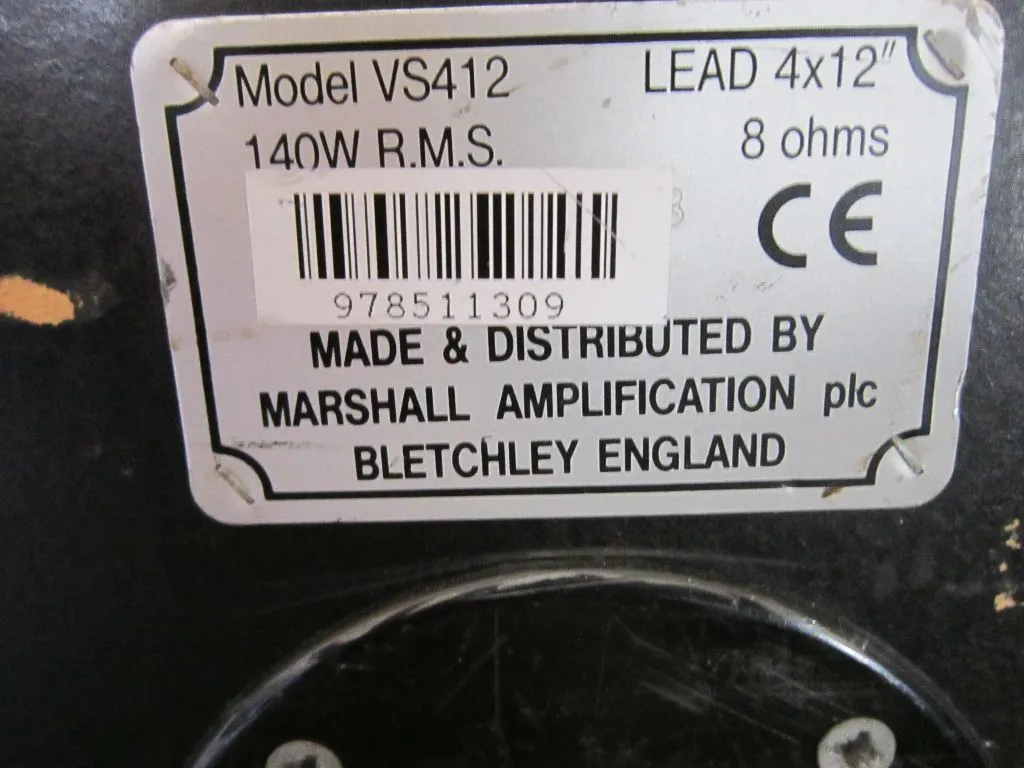 Model VS412 LEAD 4x12"
140W R.M.S. 8 ohms
CE
978511309
MADE & DISTRIBUTED BY
MARSHALL AMPLIFICATION plc
BLETCHLEY ENGLAND